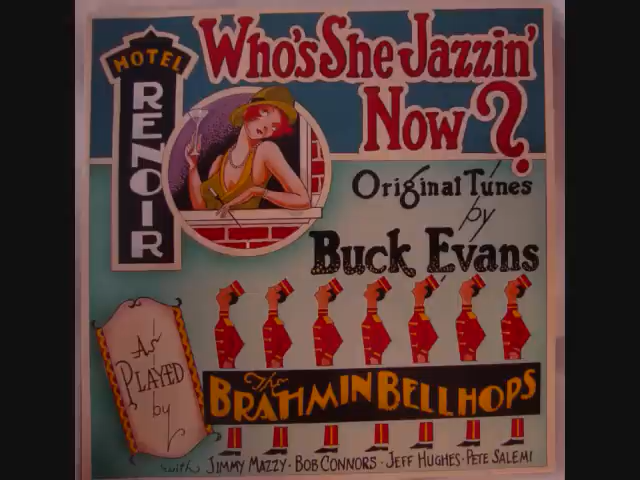 MOTEL
RENOIR
Who's She Jazzin'
Now?
Original Tunes
by
Buck Evans
As
Played
by
The
Brahmin Bellhops
with Jimmy Mazzy · Bob Connors · Jeff Hughes · Pete Salemi